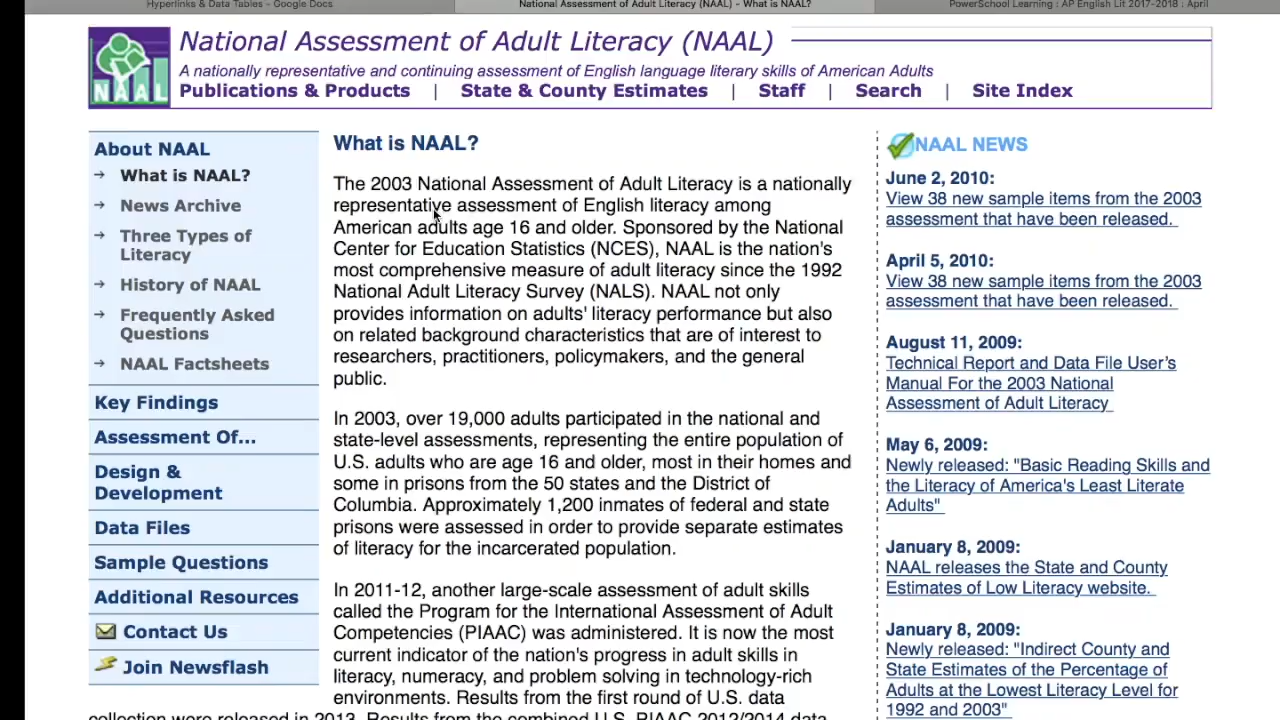 Hyperlinks & Data Tables - Google Docs
National Assessment of Adult Literacy (NAAL) - What is NAAL?
PowerSchool Learning : AP English Lit 2017-2018 : April
NAAL
National Assessment of Adult Literacy (NAAL)
A nationally representative and continuing assessment of English language literary skills of American Adults
Publications & Products | State & County Estimates | Staff | Search | Site Index
About NAAL
→ What is NAAL?
→ News Archive
→ Three Types of
Literacy
→ History of NAAL
→ Frequently Asked
Questions
→ NAAL Factsheets
Key Findings
Assessment Of...
Design &
Development
Data Files
Sample Questions
Additional Resources
Contact Us
Join Newsflash
What is NAAL?
The 2003 National Assessment of Adult Literacy is a nationally
representative assessment of English literacy among
American adults age 16 and older. Sponsored by the National
Center for Education Statistics (NCES), NAAL is the nation's
most comprehensive measure of adult literacy since the 1992
National Adult Literacy Survey (NALS). NAAL not only
provides information on adults' literacy performance but also
on related background characteristics that are of interest to
researchers, practitioners, policymakers, and the general
public.
In 2003, over 19,000 adults participated in the national and
state-level assessments, representing the entire population of
U.S. adults who are age 16 and older, most in their homes and
some in prisons from the 50 states and the District of
Columbia. Approximately 1,200 inmates of federal and state
prisons were assessed in order to provide separate estimates
of literacy for the incarcerated population.
In 2011-12, another large-scale assessment of adult skills
called the Program for the International Assessment of Adult
Competencies (PIAAC) was administered. It is now the most
current indicator of the nation's progress in adult skills in
literacy, numeracy, and problem solving in technology-rich
environments. Results from the first round of U.S. data
collection were released in 2013. Results from the combined U.S. PIAAC 2012/2014 data
NAAL NEWS
June 2, 2010:
View 38 new sample items from the 2003
assessment that have been released.
April 5, 2010:
View 38 new sample items from the 2003
assessment that have been released.
August 11, 2009:
Technical Report and Data File User's
Manual For the 2003 National
Assessment of Adult Literacy
May 6, 2009:
Newly released: "Basic Reading Skills and
the Literacy of America's Least Literate
Adults"
January 8, 2009:
NAAL releases the State and County
Estimates of Low Literacy website.
January 8, 2009:
Newly released: "Indirect County and
State Estimates of the Percentage of
Adults at the Lowest Literacy Level for
1992 and 2003"